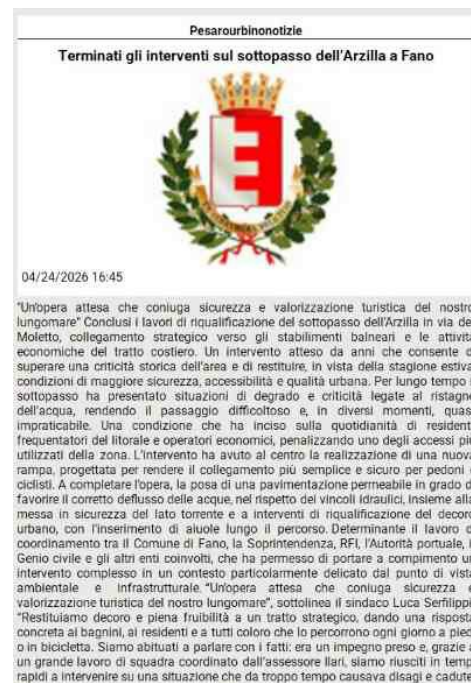 Pesarourbinonotizie
Terminati gli interventi sul sottopasso dell'Arzilla a Fano
04/24/2026 16:45
"Un'opera attesa che coniuga sicurezza e valorizzazione turistica del nostro
lungomare" Conclusi i lavori di riqualificazione del sottopasso dell'Arzilla in via del
Moletto, collegamento strategico verso gli stabilimenti balneari e le attività
economiche del tratto costiero. Un intervento atteso da anni che consente di
superare una criticità storica dell'area e di restituire, in vista della stagione estiva,
condizioni di maggiore sicurezza, accessibilità e qualità urbana. Per lungo tempo
sottopasso ha presentato situazioni di degrado e criticità legate al ristagno
dell'acqua, rendendo il passaggio difficoltoso e, in diversi momenti, quasi
impraticabile. Una condizione che ha inciso sulla quotidianità di residenti
frequentatori del litorale e operatori economici, penalizzando uno degli accessi più
utilizzati della zona. L'intervento ha avuto al centro la realizzazione di una nuova
rampa, progettata per rendere il collegamento più semplice e sicuro per pedoni e
ciclisti. A completare l'opera, la posa di una pavimentazione permeabile in grado di
favorire il corretto deflusso delle acque, nel rispetto dei vincoli idraulici, insieme alla
messa in sicurezza del lato torrente e a interventi di riqualificazione del decoro
urbano, con l'inserimento di aiuole lungo il percorso. Determinante il lavoro di
coordinamento tra il Comune di Fano, la Soprintendenza, RFI, l'Autorità portuale, i
Genio civile e gli altri enti coinvolti, che ha permesso di portare a compimento un
intervento complesso in un contesto particolarmente delicato dal punto di vista
ambientale e infrastrutturale. "Un'opera attesa che coniuga sicurezza e
valorizzazione turistica del nostro lungomare", sottolinea il sindaco Luca Serfilippi
"Restituiamo decoro e piena fruibilità a un tratto strategico, dando una risposta
concreta ai bagnini, ai residenti e a tutti coloro che lo percorrono ogni giorno a piedi
o in bicicletta. Siamo abituati a parlare con i fatti: era un impegno preso e, grazie a
un grande lavoro di squadra coordinato dall'assessore Ilari, siamo riusciti in tempi
rapidi a intervenire su una situazione che da troppo tempo causava disagi e cadute.